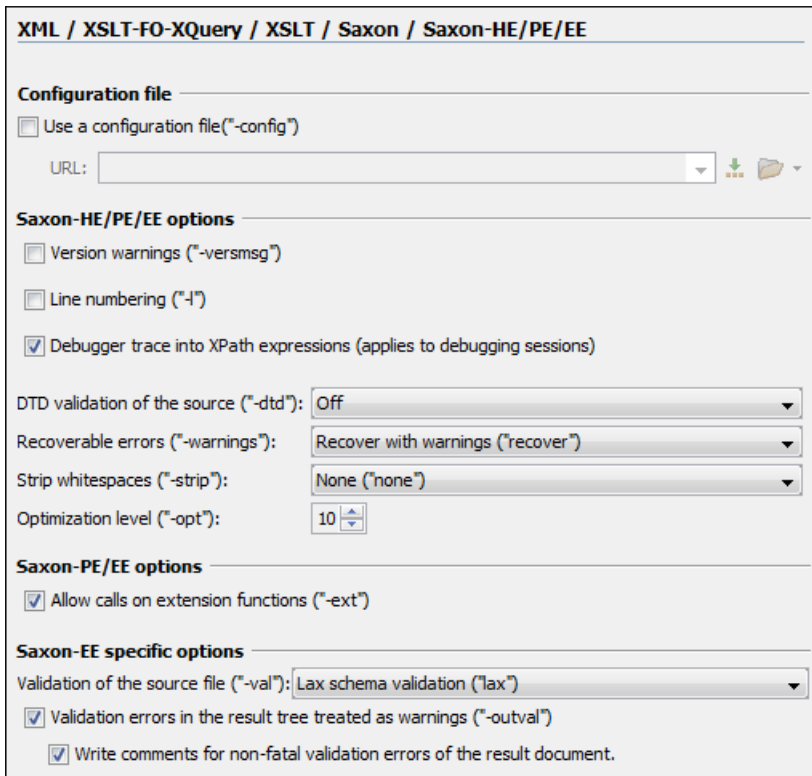 XML / XSLT-FO-XQuery / XSLT / Saxon / Saxon-HE/PE/EE
Configuration file
Use a configuration file("-config")
URL:
Saxon-HE/PE/EE options
Version warnings ("-versmsg")
Line numbering ("-l")
Debugger trace into XPath expressions (applies to debugging sessions)
DTD validation of the source ("-dtd"): Off
Recoverable errors ("-warnings"): Recover with warnings ("recover")
Strip whitespaces ("-strip"): None ("none")
Optimization level ("-opt"): 10
Saxon-PE/EE options
Allow calls on extension functions ("-ext")
Saxon-EE specific options
Validation of the source file ("-val"): Lax schema validation ("lax")
Validation errors in the result tree treated as warnings ("-outval")
Write comments for non-fatal validation errors of the result document.